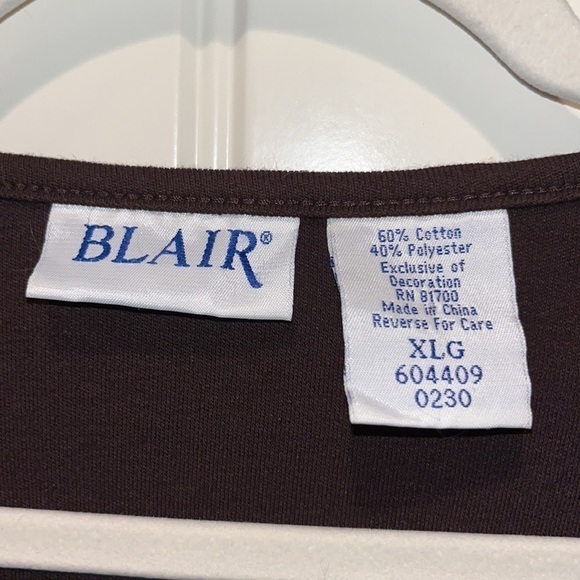 BLAIR®
60% Cotton
40% Polyester
Exclusive of
Decoration
RN 81700
Made in China
Reverse For Care
XLG
604409
0230